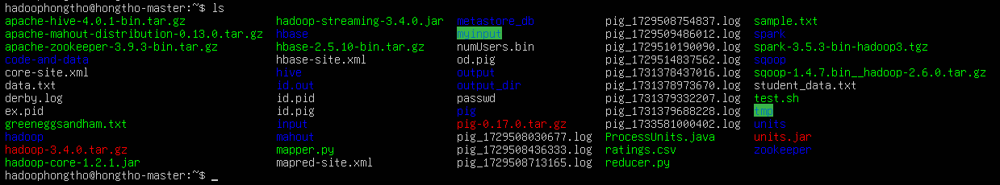 hadoophongtho@hongtho-master:~$ ls
apache-hive-4.0.1-bin.tar.gz hadoop-streaming-3.4.0.jar metastore_db pig_1729508754837.log sample.txt
apache-mahout-distribution-0.13.0.tar.gz hbase myinput pig_1729509486012.log spark
apache-zookeeper-3.9.3-bin.tar.gz hbase-2.5.10-bin.tar.gz numUsers.bin pig_1729510190090.log spark-3.5.3-bin-hadoop3.tgz
code-and-data hbase-site.xml od.pig pig_1729514837562.log sqoop
core-site.xml hive output pig_1731378437016.log sqoop-1.4.7.bin__hadoop-2.6.0.tar.gz
data.txt id.out output_dir pig_1731378973670.log student_data.txt
derby.log id.pid passwd pig_1731379332207.log test.sh
ex.pid id.pig pig pig_1731379688228.log tmp
greeneggsandham.txt input pig-0.17.0.tar.gz pig_1733581000402.log units
hadoop mahout pig_1729508030677.log ProcessUnits.java units.jar
hadoop-3.4.0.tar.gz mapper.py pig_1729508436333.log ratings.csv zookeeper
hadoop-core-1.2.1.jar mapred-site.xml pig_1729508713165.log reducer.py
hadoophongtho@hongtho-master:~$ _